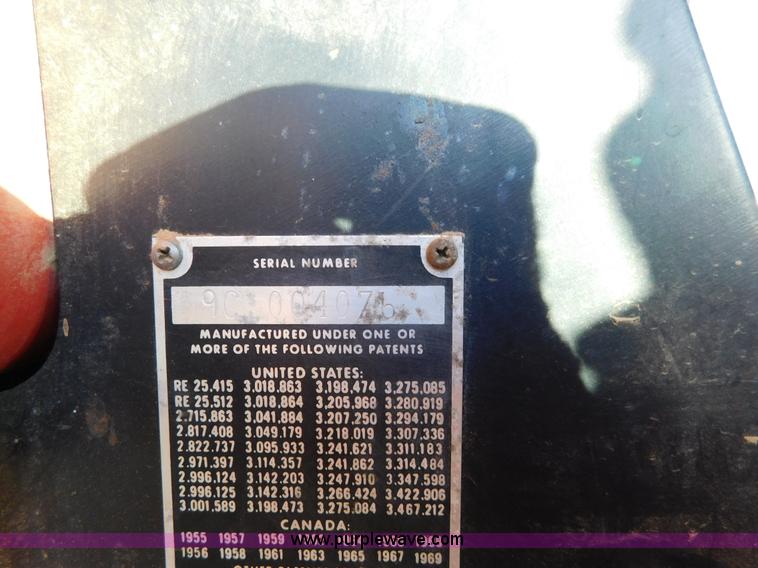 SERIAL NUMBER
9C 004076
MANUFACTURED UNDER ONE OR
MORE OF THE FOLLOWING PATENTS
UNITED STATES:
RE 25.415 3.018.863 3,198.474 3,275.085
RE 25.512 3.018.864 3,205.968 3,280.919
2.715.863 3.041.884 3.207.250 3.294.179
2.817.408 3.049.179 3.218.019 3.307.336
2.822.737 3.095.933 3.241.621 3.311.183
2.971.397 3.114.357 3.241.862 3.314.484
2.996.124 3.142.203 3.247.910 3.347.598
2.996.125 3.142.316 3.266.424 3.422.906
3.001.589 3.198.473 3.275.084 3.467.212
CANADA:
1955 1957 1959
www.purplewave.com
1956 1958 1961 1963 1965 1967 1969